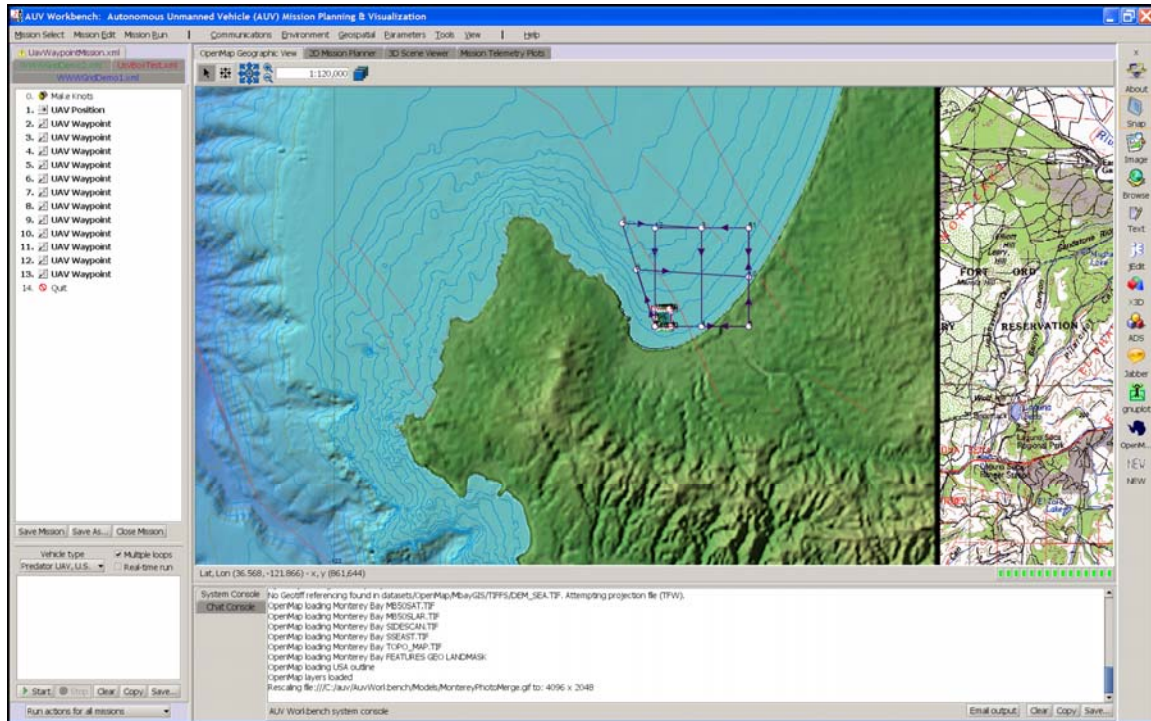 AUV Workbench: Autonomous Unmanned Vehicle (AUV) Mission Planning & Visualization
Mission Select Mission Edit Mission Run | Communications Environment Geospatial Parameters Tools View | Help
UavWaypointMission.xml
UniBoxTest.xml
WWWGridDemo1.xml
OpenMap Geographic View 2D Mission Planner 3D Scene Viewer Mission Telemetry Plots
1:120,000
0. Make Knots
1. UAV Position
2. UAV Waypoint
3. UAV Waypoint
4. UAV Waypoint
5. UAV Waypoint
6. UAV Waypoint
7. UAV Waypoint
8. UAV Waypoint
9. UAV Waypoint
10. UAV Waypoint
11. UAV Waypoint
12. UAV Waypoint
13. UAV Waypoint
14. Quit
Save Mission Save As... Close Mission
Vehicle type
Multiple loops
Predator UAV, U.S.
Real-time run
Start Stop Clear Copy Save...
Run actions for all missions
FORT ORD
RESERVATION
Laguna Seca
Regional Park
x
About
Snap
Image
Browse
Text
jEdit
X3D
ADS
Jabber
gnuplot
OpenM...
NEW
NEW
Lat, Lon (36.568, -121.866) - x, y (861,644)
System Console
Chat Console
No Geotiff referencing found in datasets/OpenMap/MbayGIS/TIFFS/DEM_SEA.TIF. Attempting projection file (TFW).
OpenMap loading Monterey Bay MB50SAT.TIF
OpenMap loading Monterey Bay MB50SLAR.TIF
OpenMap loading Monterey Bay SIDESCAN.TIF
OpenMap loading Monterey Bay SSEAST.TIF
OpenMap loading Monterey Bay TOPO_MAP.TIF
OpenMap loading Monterey Bay FEATURES GEO LANDMASK
OpenMap loading USA outline
OpenMap layers loaded
Rescaling file:///C:/auv/AuvWorkbench/Models/MontereyPhotoMerge.gif to: 4096 x 2048
AUV Workbench system console
Email output Clear Copy Save...